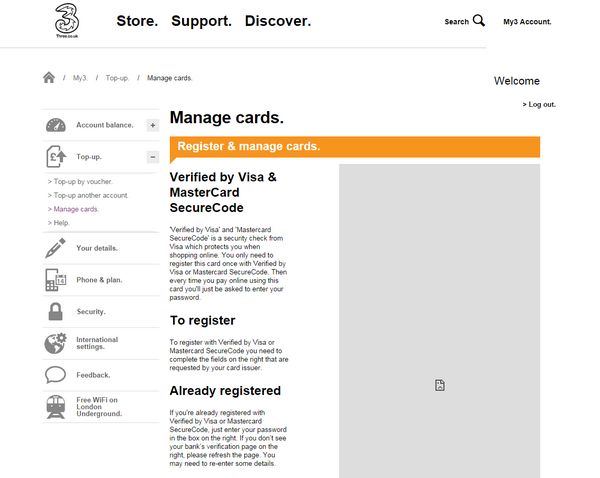 Three.co.uk
Store. Support. Discover.
Search
My3 Account.
/ My3. / Top-up. / Manage cards.
Welcome
> Log out.
Account balance.
+
Top-up.
−
> Top-up by voucher.
> Top-up another account.
> Manage cards.
> Help.
Your details.
Phone & plan.
14
Security.
International
settings.
Feedback.
Free WiFi on
London
Underground.
Manage cards.
Register & manage cards.
Verified by Visa &
MasterCard
SecureCode
'Verified by Visa' and 'Mastercard
SecureCode' is a security check from
Visa which protects you when
shopping online. You only need to
register this card once with Verified by
Visa or Mastercard SecureCode. Then
every time you pay online using this
card you'll just be asked to enter your
password.
To register
To register with Verified by Visa or
Mastercard SecureCode you need to
complete the fields on the right that are
requested by your card issuer.
Already registered
If you're already registered with
Verified by Visa or Mastercard
SecureCode, just enter your password
in the box on the right. If you don't see
your bank's verification page on the
right, please refresh the page. You
may need to re-enter some details.